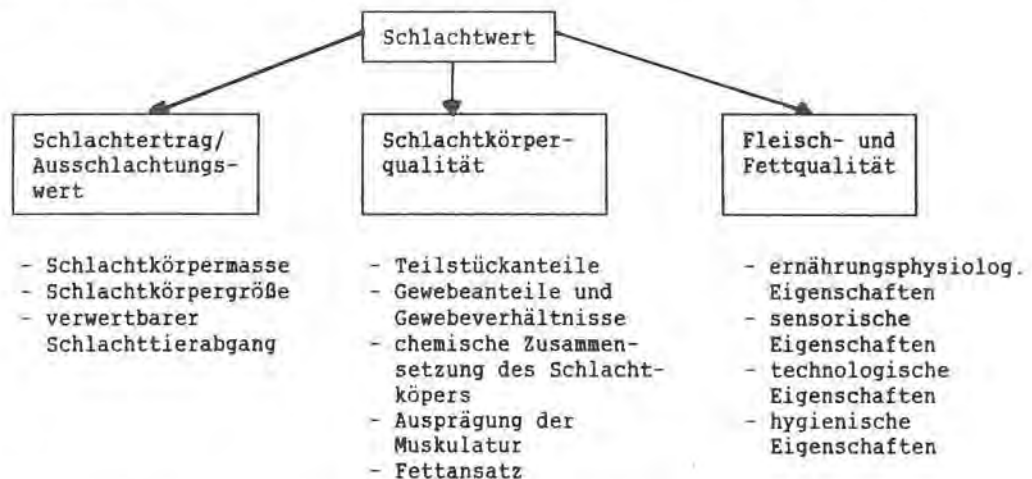 Schlachtwert
Schlachtertrag/
Ausschlachtungs-
wert
- Schlachtkörpermasse
- Schlachtkörpergröße
- verwertbarer
Schlachttierabgang
Schlachtkörper-
qualität
- Teilstückanteile
- Gewebeanteile und
Gewebeverhältnisse
- chemische Zusammen-
setzung des Schlacht-
köpers
- Ausprägung der
Muskulatur
- Fettansatz
Fleisch- und
Fettqualität
- ernährungsphysiolog.
Eigenschaften
- sensorische
Eigenschaften
- technologische
Eigenschaften
- hygienische
Eigenschaften